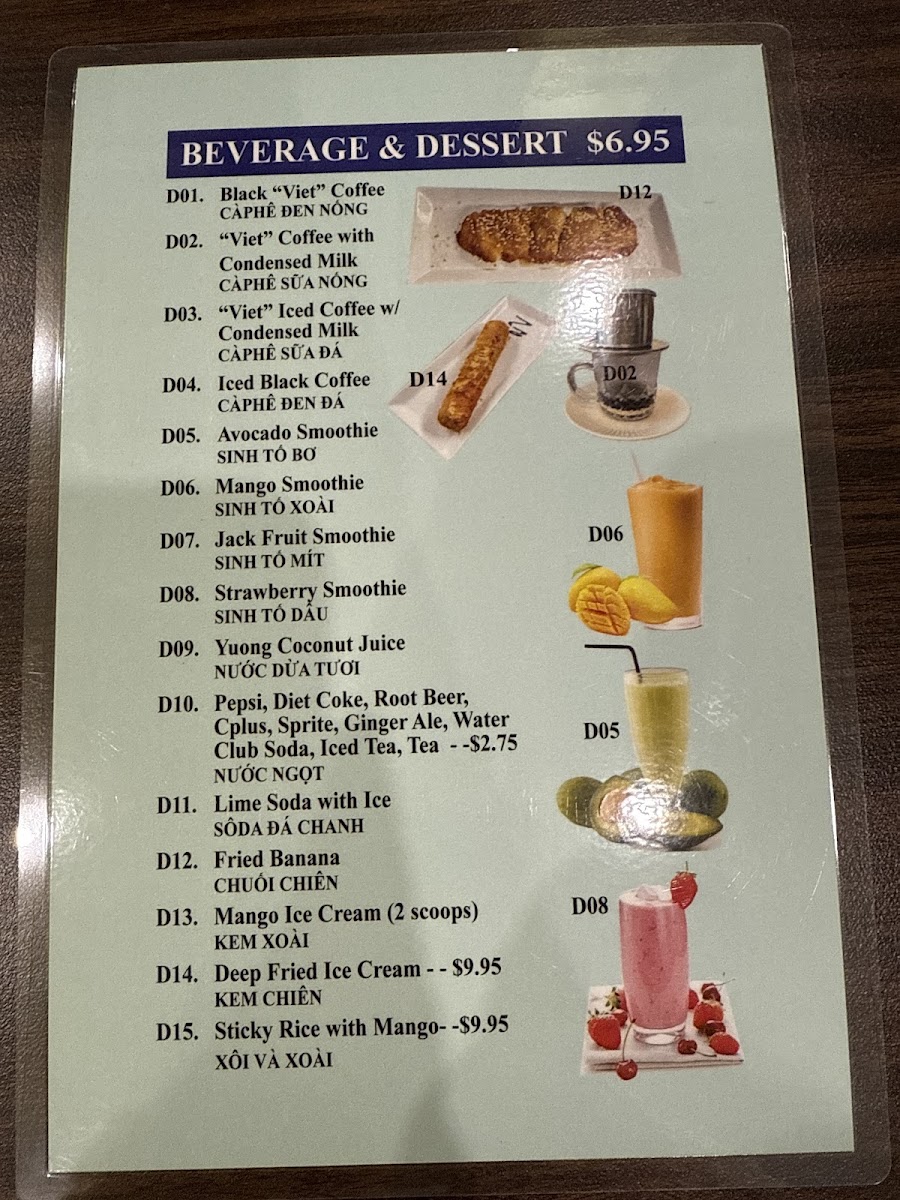 BEVERAGE & DESSERT $6.95
D01. Black “Viet” Coffee
CÀPHÊ ĐEN NÓNG
D02. “Viet” Coffee with
Condensed Milk
CÀPHÊ SỮA NÓNG
D03. “Viet” Iced Coffee w/
Condensed Milk
CÀPHÊ SỮA ĐÁ
D04. Iced Black Coffee
CÀPHÊ ĐEN ĐÁ
D05. Avocado Smoothie
SINH TỐ BƠ
D06. Mango Smoothie
SINH TỐ XOÀI
D07. Jack Fruit Smoothie
SINH TỐ MÍT
D08. Strawberry Smoothie
SINH TỐ DÂU
D09. Yuong Coconut Juice
NƯỚC DỪA TƯƠI
D10. Pepsi, Diet Coke, Root Beer,
Cplus, Sprite, Ginger Ale, Water
Club Soda, Iced Tea, Tea - -$2.75
NƯỚC NGỌT
D11. Lime Soda with Ice
SÔDA ĐÁ CHANH
D12. Fried Banana
CHUỐI CHIÊN
D13. Mango Ice Cream (2 scoops)
KEM XOÀI
D14. Deep Fried Ice Cream - - $9.95
KEM CHIÊN
D15. Sticky Rice with Mango- -$9.95
XÔI VÀ XOÀI
D12
D14
D02
D06
D05
D08